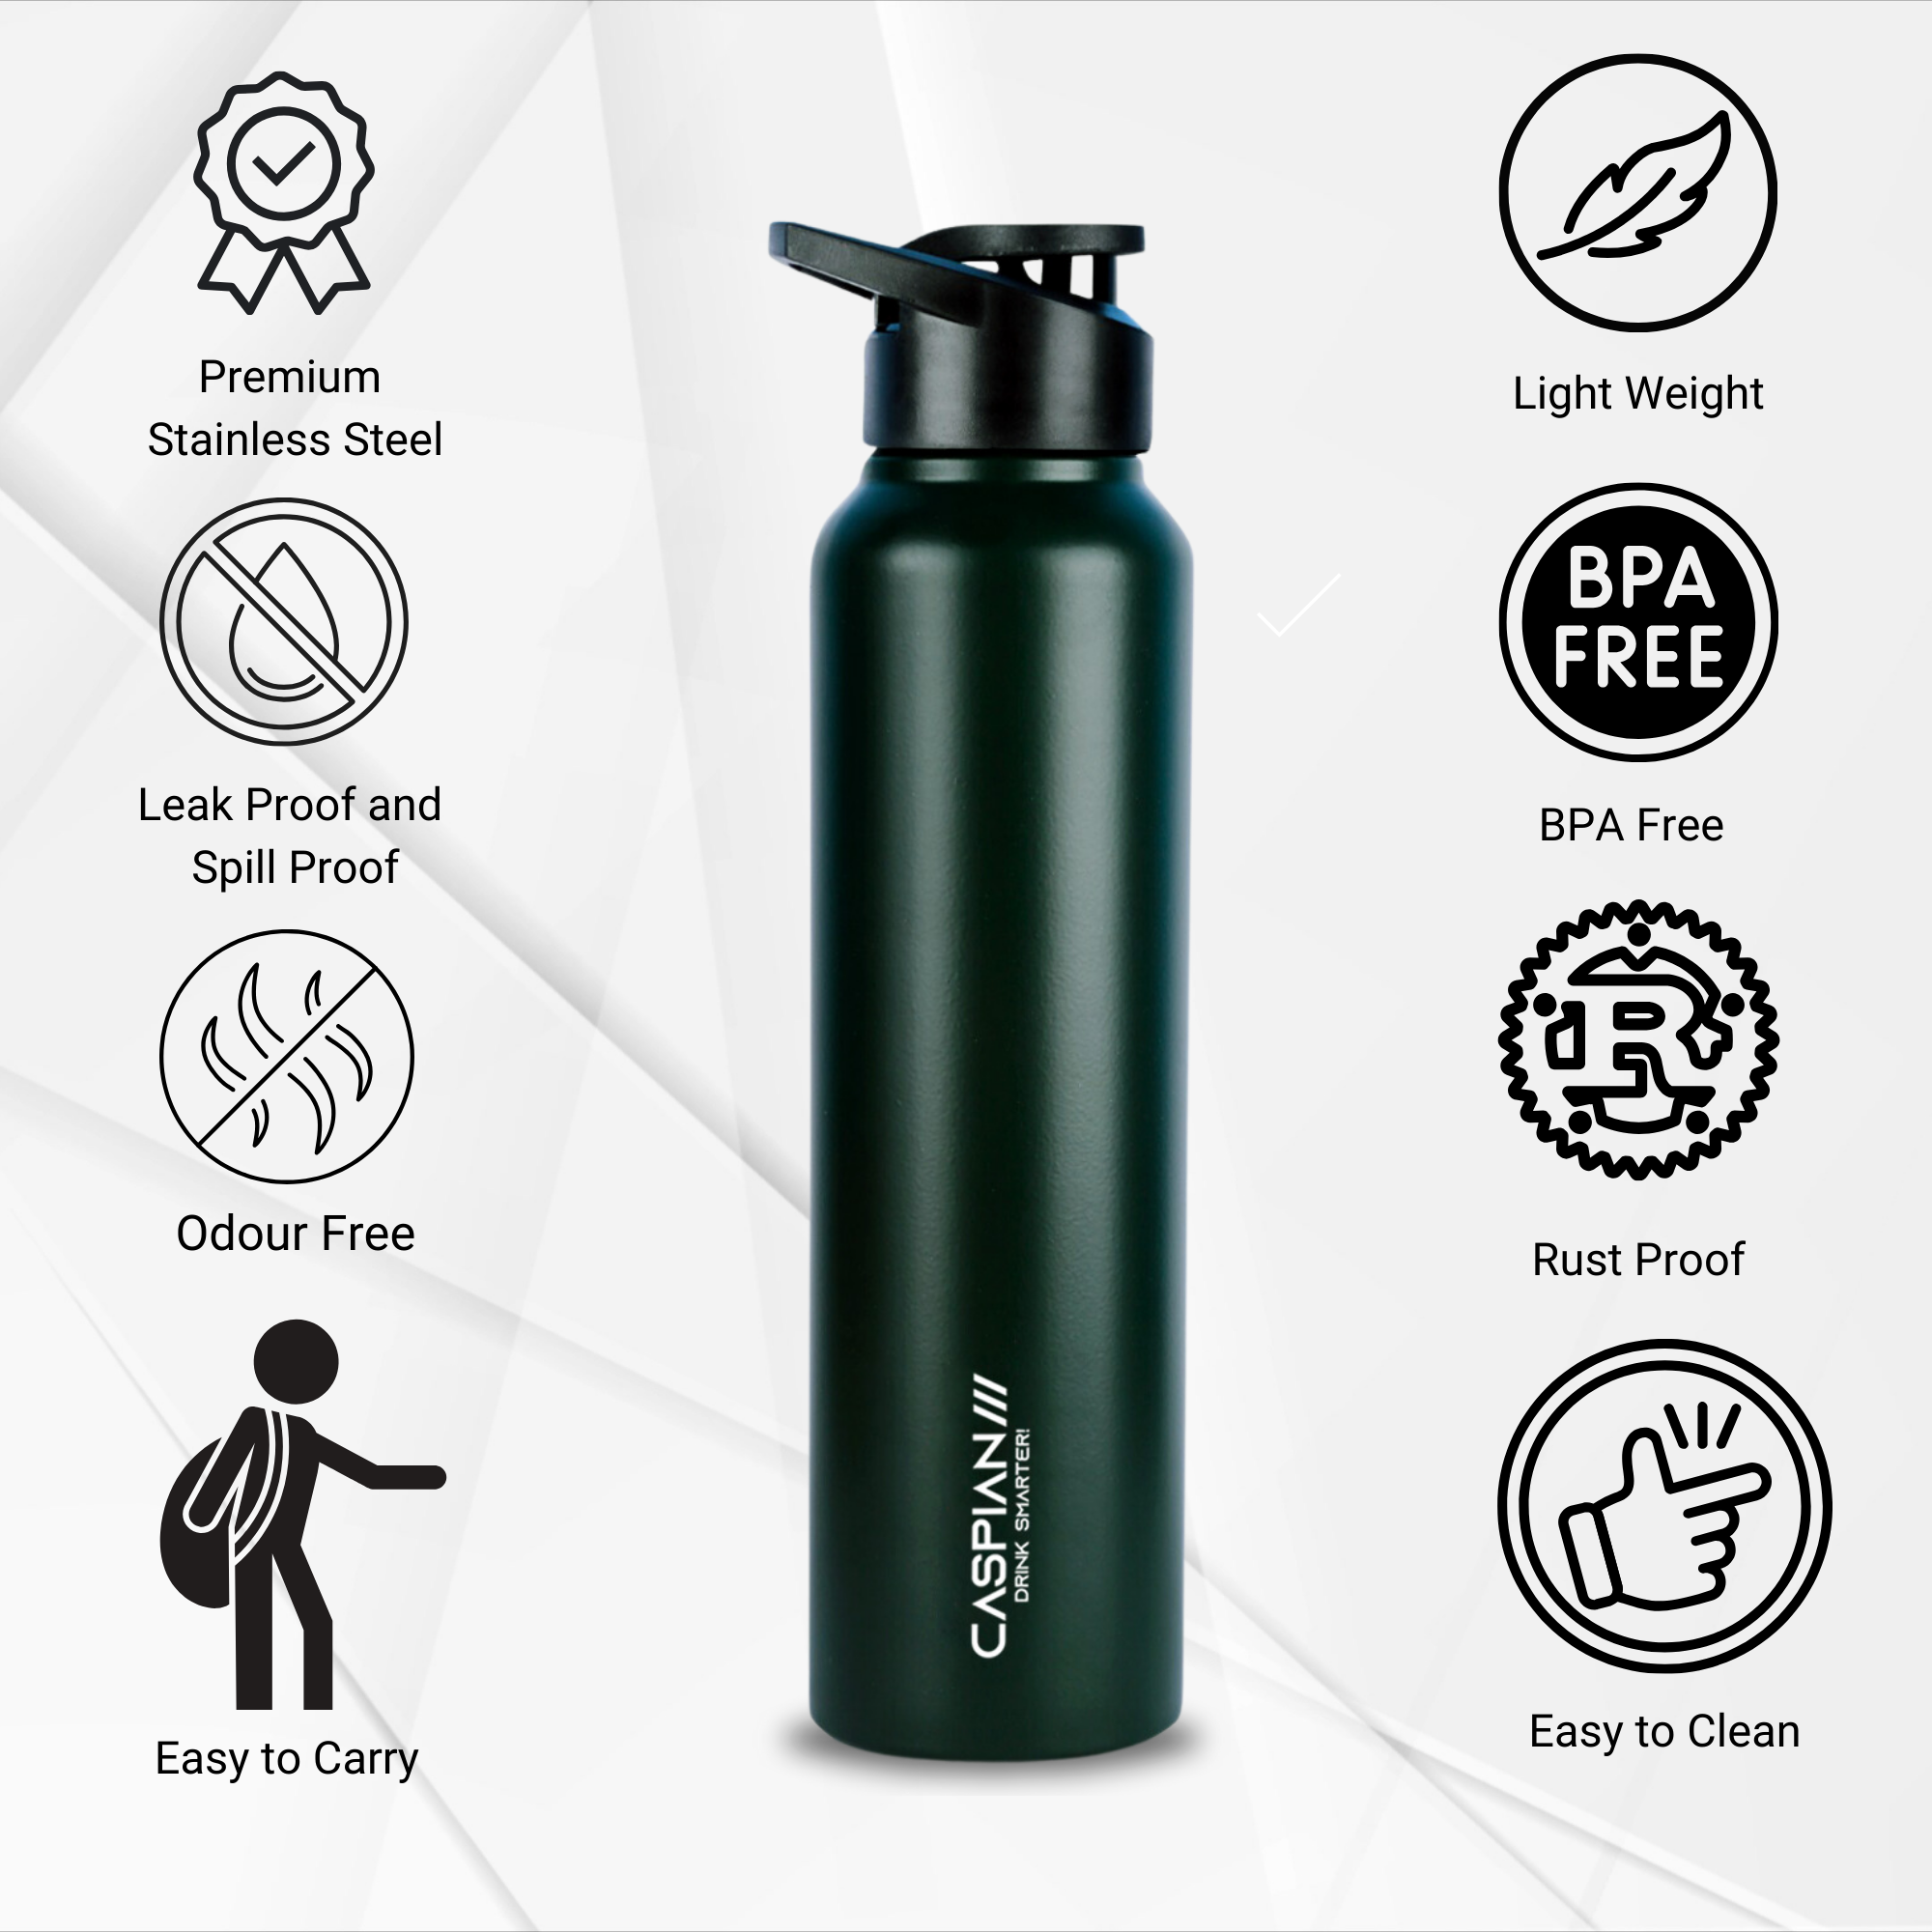 Premium
Stainless Steel
Leak Proof and
Spill Proof
Odour Free
Easy to Carry
CASPIAN
DRINK SMARTER!
Light Weight
BPA
FREE
BPA Free
R
Rust Proof
Easy to Clean